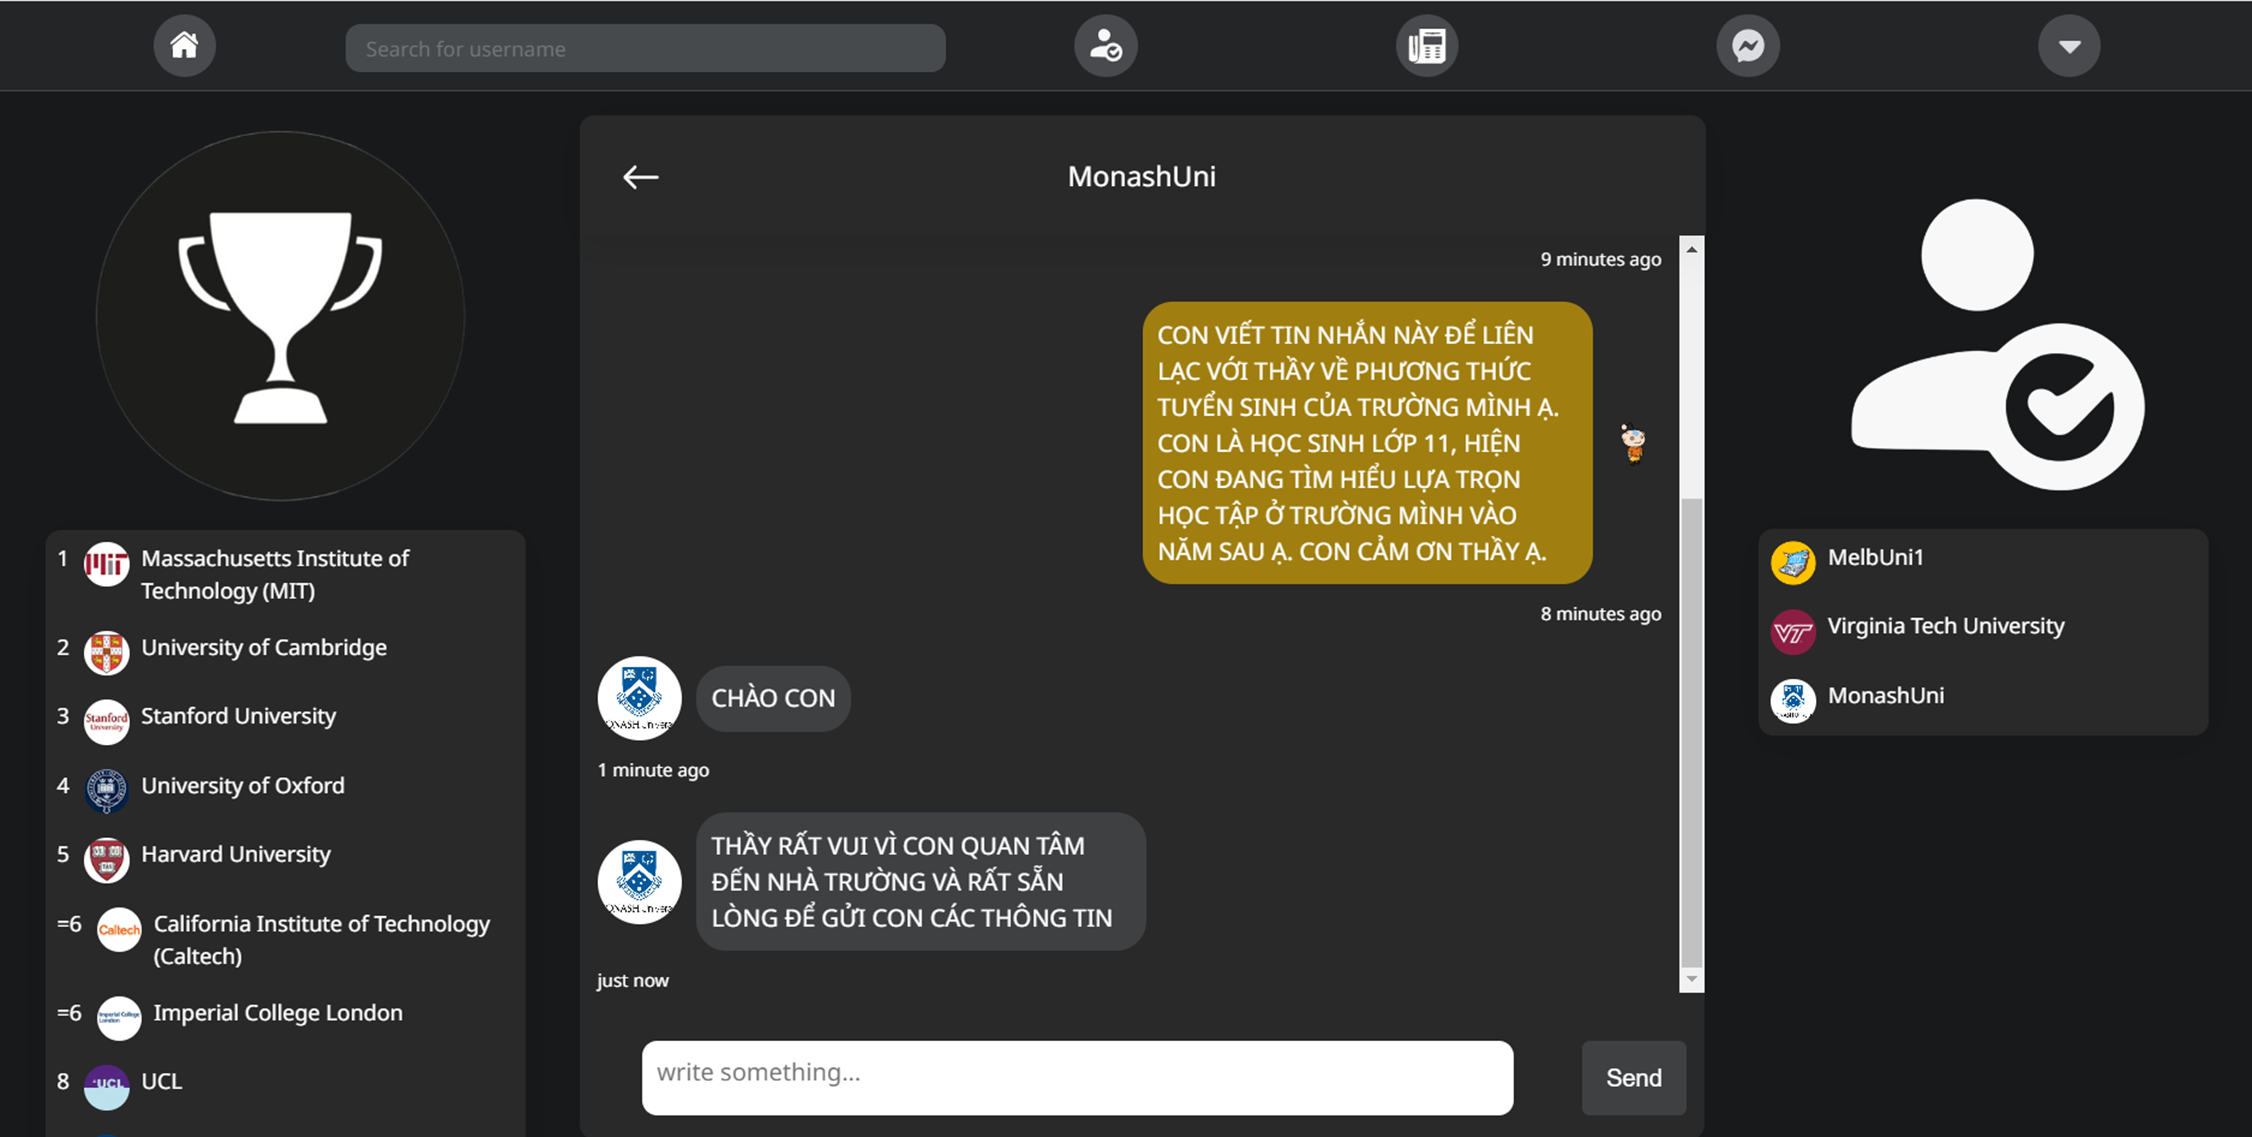 Search for username
MonashUni
9 minutes ago
CON VIẾT TIN NHẮN NÀY ĐỂ LIÊN
LẠC VỚI THẦY VỀ PHƯƠNG THỨC
TUYỂN SINH CỦA TRƯỜNG MÌNH Ạ.
CON LÀ HỌC SINH LỚP 11, HIỆN
CON ĐANG TÌM HIỂU LỰA TRỌN
HỌC TẬP Ở TRƯỜNG MÌNH VÀO
NĂM SAU Ạ. CON CẢM ƠN THẦY Ạ.
8 minutes ago
CHÀO CON
1 minute ago
THẦY RẤT VUI VÌ CON QUAN TÂM
ĐẾN NHÀ TRƯỜNG VÀ RẤT SẴN
LÒNG ĐỂ GỬI CON CÁC THÔNG TIN
just now
write something...
Send
1 Massachusetts Institute of
Technology (MIT)
2 University of Cambridge
3 Stanford University
4 University of Oxford
5 Harvard University
=6 California Institute of Technology
(Caltech)
=6 Imperial College London
8 UCL
MelbUni1
Virginia Tech University
MonashUni